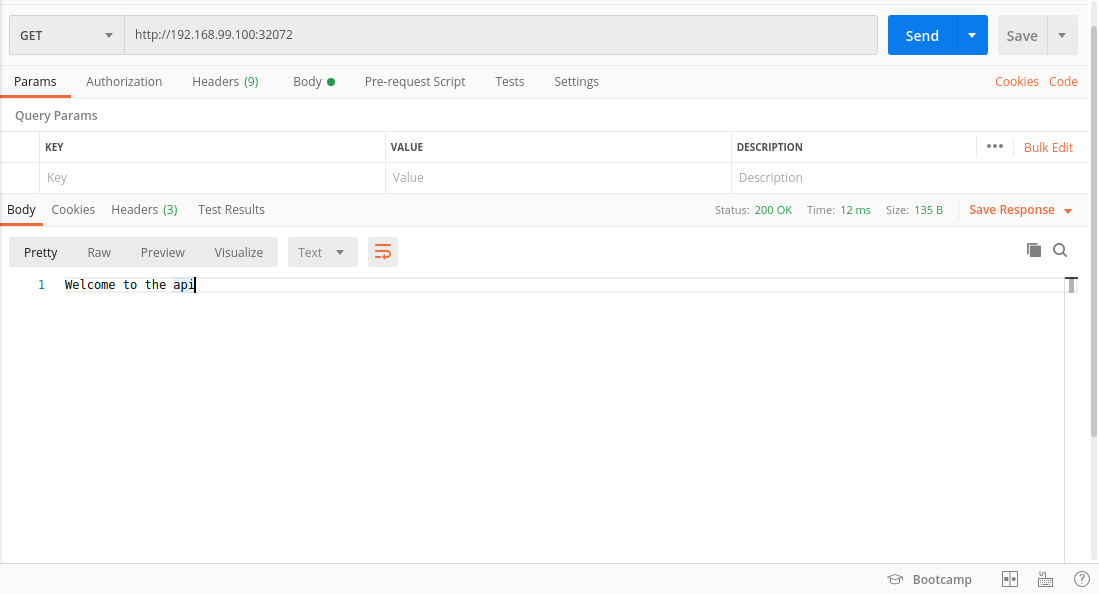 GET http://192.168.99.100:32072 Send Save
Params Authorization Headers (9) Body Pre-request Script Tests Settings Cookies Code
Query Params
KEY VALUE DESCRIPTION ••• Bulk Edit
Key Value Description
Body Cookies Headers (3) Test Results Status: 200 OK Time: 12 ms Size: 135 B Save Response
Pretty Raw Preview Visualize Text
1 Welcome to the api
Bootcamp ?